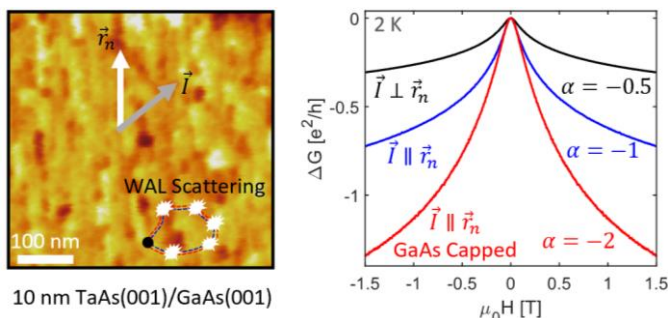 r⃗ₙ
I⃗
WAL Scattering
100 nm
10 nm TaAs(001)/GaAs(001)
2 K
I⃗ ⊥ r⃗ₙ
α = −0.5
I⃗ ∥ r⃗ₙ
α = −1
I⃗ ∥ r⃗ₙ
GaAs Capped
α = −2
ΔG [e²/h]
0
-0.5
-1
-1.5 -1 -0.5 0 0.5 1 1.5
μ₀H [T]